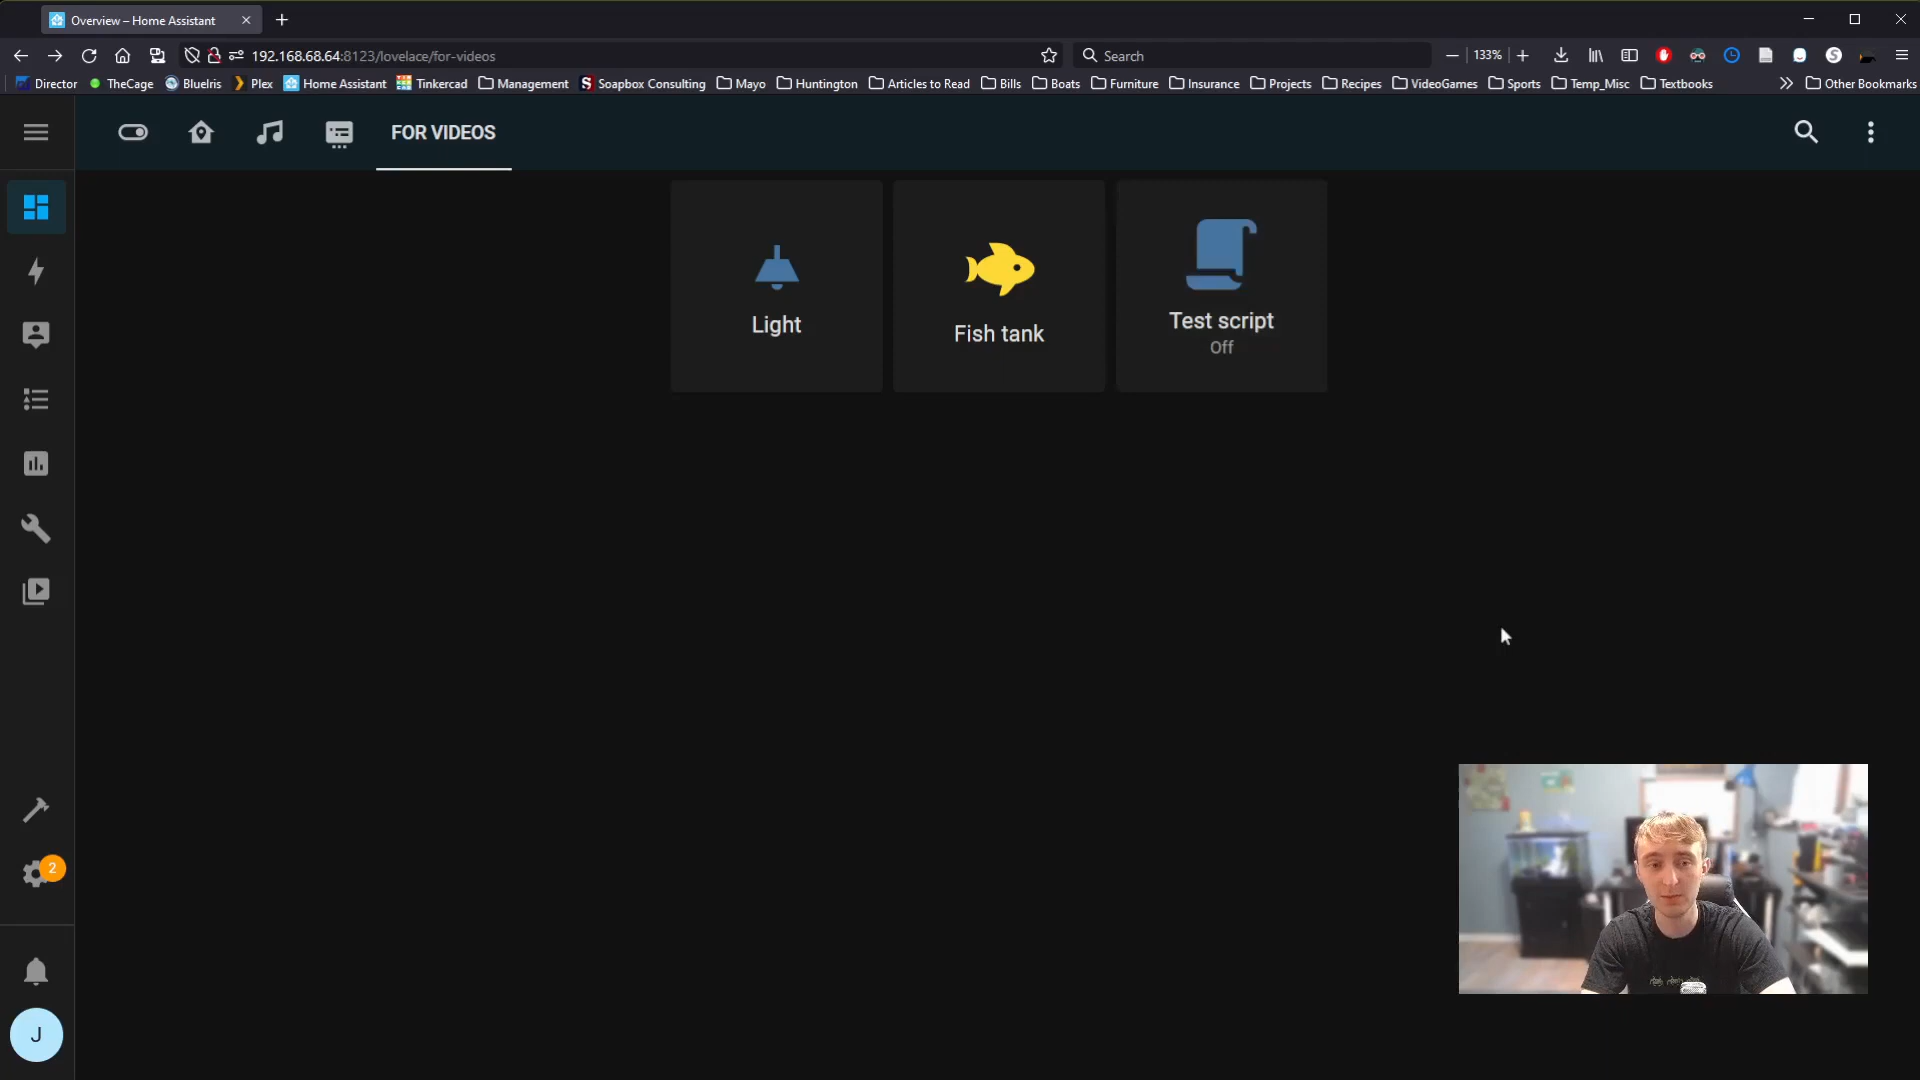 Overview – Home Assistant
192.168.68.64:8123/lovelace/for-videos
Search
133%
Director
TheCage
BlueIris
Plex
Home Assistant
Tinkercad
Management
Soapbox Consulting
Mayo
Huntington
Articles to Read
Bills
Boats
Furniture
Insurance
Projects
Recipes
VideoGames
Sports
Temp_Misc
Textbooks
Other Bookmarks
FOR VIDEOS
Light
Fish tank
Test script
Off
2
J